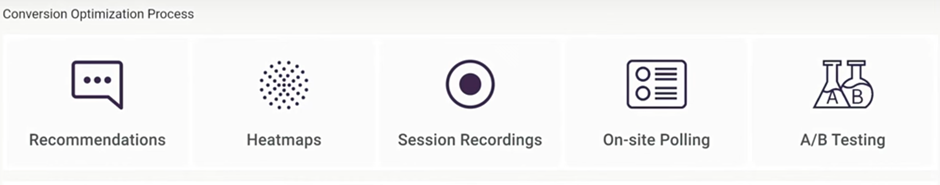 Conversion Optimization Process
Recommendations
Heatmaps
Session Recordings
On-site Polling
A/B Testing
A B